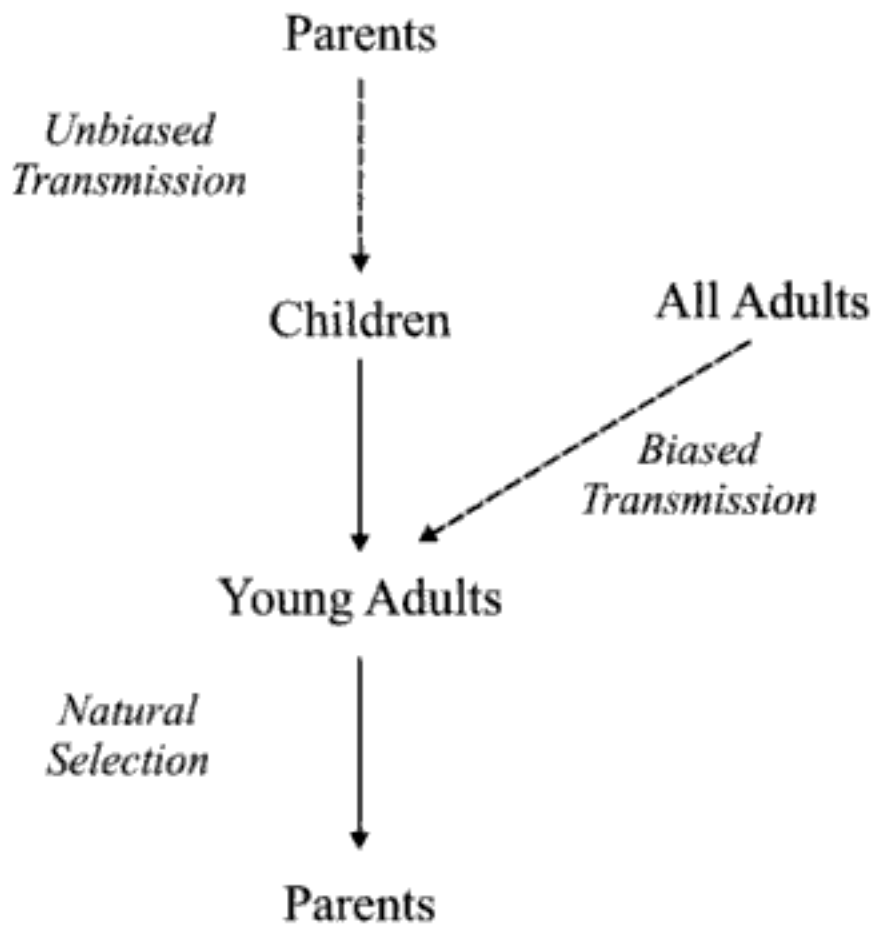 Parents
Unbiased
Transmission
Children
All Adults
Biased
Transmission
Young Adults
Natural
Selection
Parents